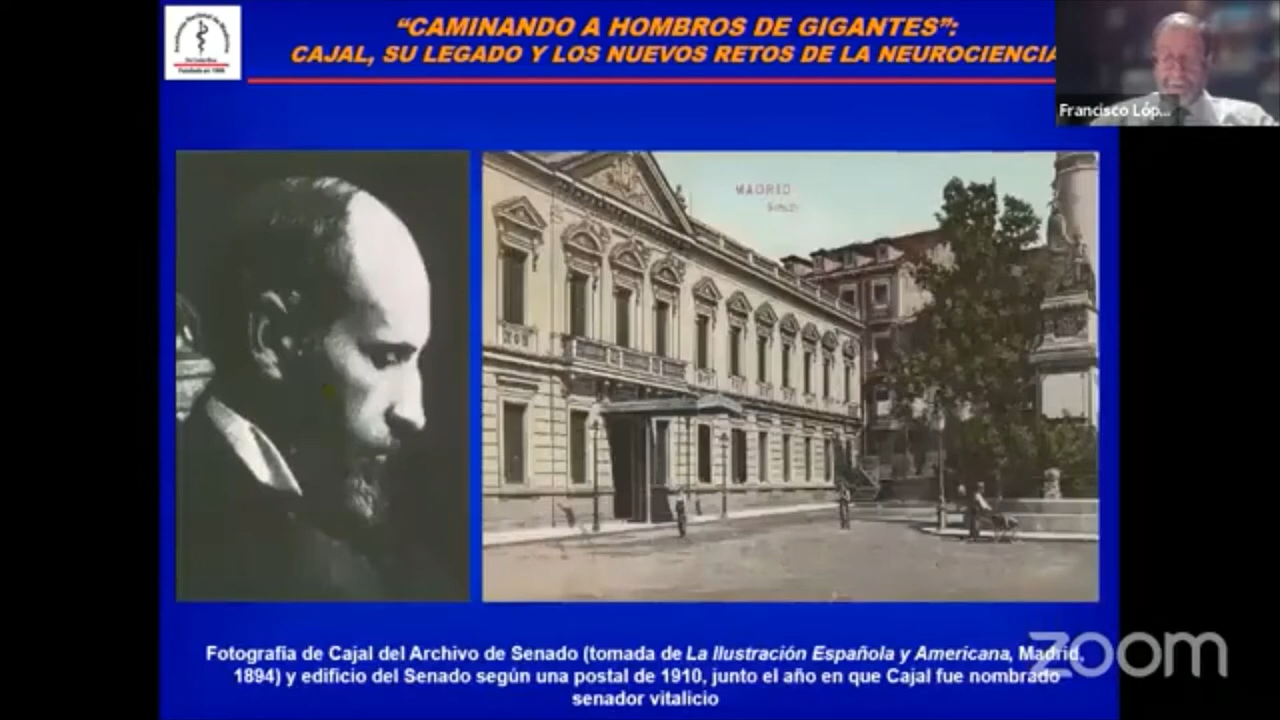 “CAMINANDO A HOMBROS DE GIGANTES”:
CAJAL, SU LEGADO Y LOS NUEVOS RETOS DE LA NEUROCIENCIA
Francisco Lóp...
MADRID
Fotografía de Cajal del Archivo de Senado (tomada de La Ilustración Española y Americana, Madrid,
1894) y edificio del Senado según una postal de 1910, junto el año en que Cajal fue nombrado
senador vitalicio
zoom